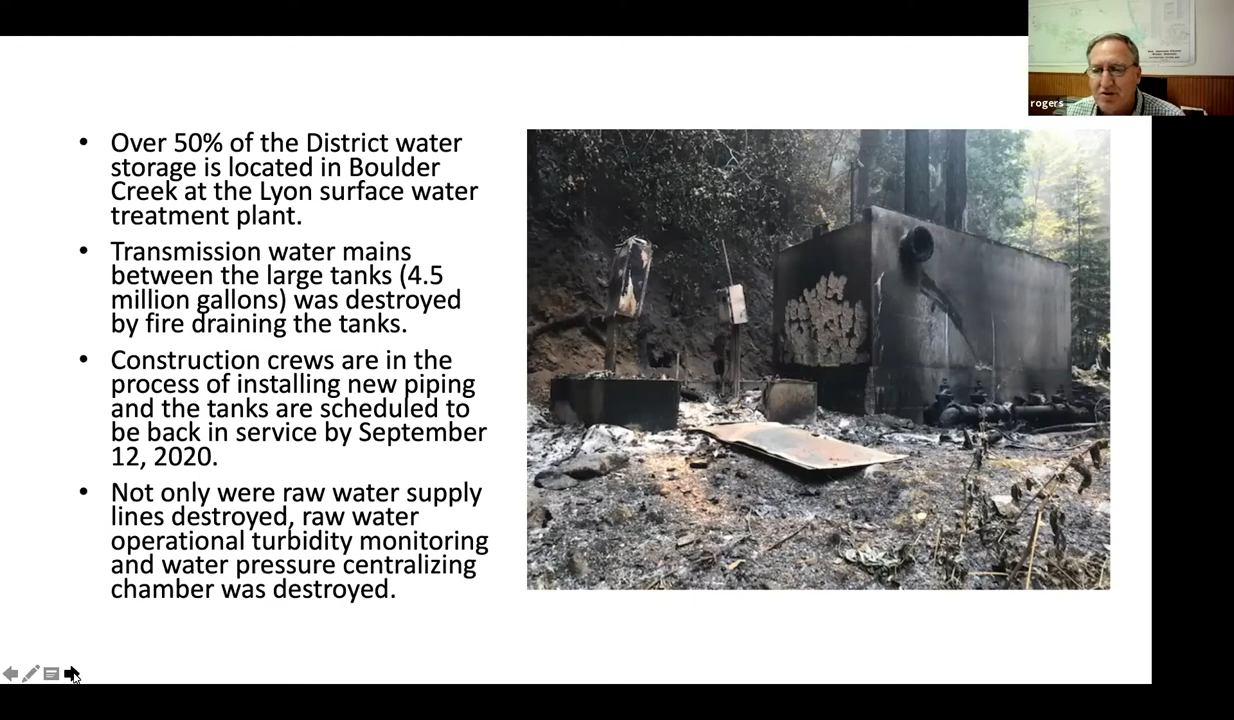 rogers
• Over 50% of the District water
storage is located in Boulder
Creek at the Lyon surface water
treatment plant.
• Transmission water mains
between the large tanks (4.5
million gallons) was destroyed
by fire draining the tanks.
• Construction crews are in the
process of installing new piping
and the tanks are scheduled to
be back in service by September
12, 2020.
• Not only were raw water supply
lines destroyed, raw water
operational turbidity monitoring
and water pressure centralizing
chamber was destroyed.